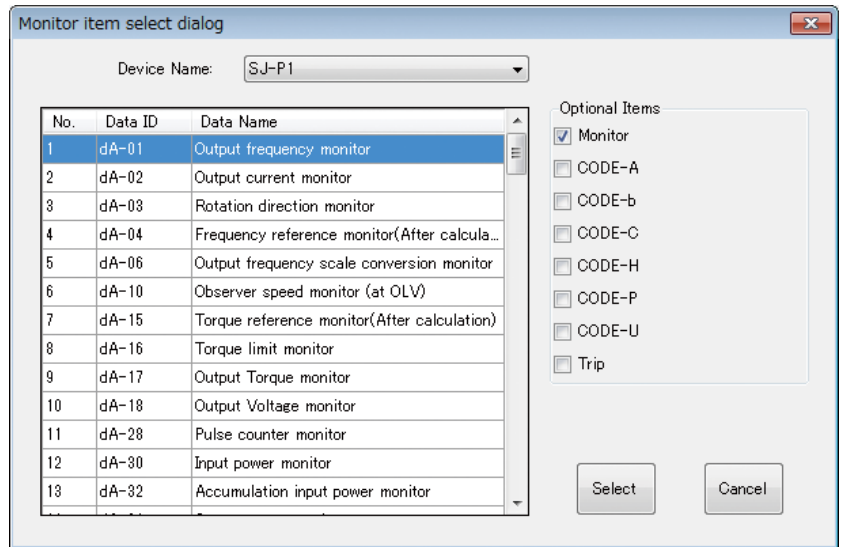 Monitor item select dialog
Device Name: SJ-P1
No. Data ID Data Name
1 dA-01 Output frequency monitor
2 dA-02 Output current monitor
3 dA-03 Rotation direction monitor
4 dA-04 Frequency reference monitor(After calcula...
5 dA-06 Output frequency scale conversion monitor
6 dA-10 Observer speed monitor (at OLV)
7 dA-15 Torque reference monitor(After calculation)
8 dA-16 Torque limit monitor
9 dA-17 Output Torque monitor
10 dA-18 Output Voltage monitor
11 dA-28 Pulse counter monitor
12 dA-30 Input power monitor
13 dA-32 Accumulation input power monitor
Optional Items
Monitor
CODE-A
CODE-b
CODE-C
CODE-H
CODE-P
CODE-U
Trip
Select
Cancel